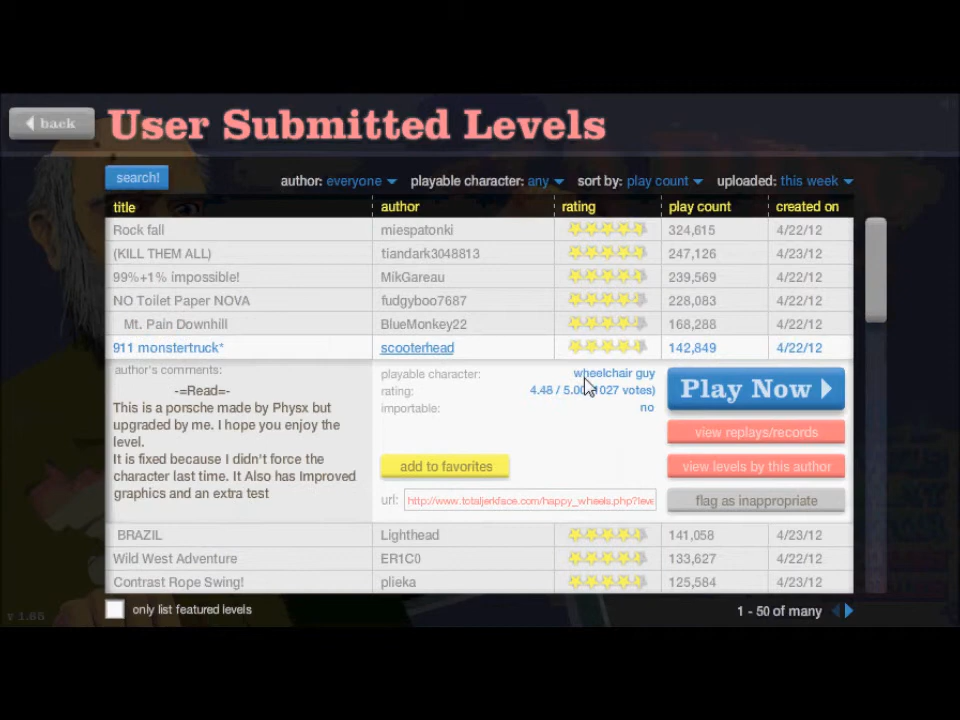 back
User Submitted Levels
search!
author: everyone playable character: any sort by: play count uploaded: this week
title author rating play count created on
Rock fall miespatonki 324,615 4/22/12
(KILL THEM ALL) tiandark3048813 247,126 4/23/12
99%+1% impossible! MikGareau 239,569 4/22/12
NO Toilet Paper NOVA fudgyboo7687 228,083 4/22/12
Mt. Pain Downhill BlueMonkey22 168,288 4/22/12
911 monstertruck* scooterhead 142,849 4/22/12
author's comments:
-=Read=-
This is a porsche made by Physx but
upgraded by me. I hope you enjoy the
level.
It is fixed because I didn't force the
character last time. It Also has Improved
graphics and an extra test
playable character: wheelchair guy
rating: 4.48 / 5.00 027 votes)
importable: no
add to favorites
url: http://www.totaljerkface.com/happy_wheels.php?leve
Play Now
view replays/records
view levels by this author
flag as inappropriate
BRAZIL Lighthead 141,058 4/23/12
Wild West Adventure ER1C0 133,627 4/22/12
Contrast Rope Swing! plieka 125,584 4/23/12
only list featured levels
1 - 50 of many
v 1.65